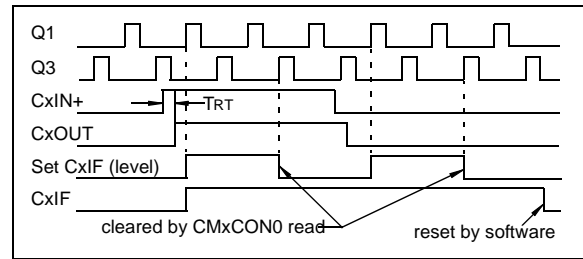 Q1
Q3
CxIN+
TRT
CxOUT
Set CxIF (level)
CxIF
cleared by CMxCON0 read
reset by software